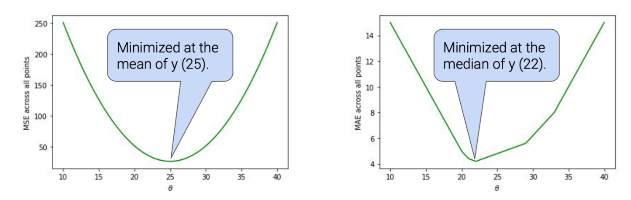 250
200
150
100
50
MSE across all points
Minimized at the
mean of y (25).
10 15 20 25 30 35 40
θ
14
12
10
8
6
4
MAE across all points
Minimized at the
median of y (22).
10 15 20 25 30 35 40
θ